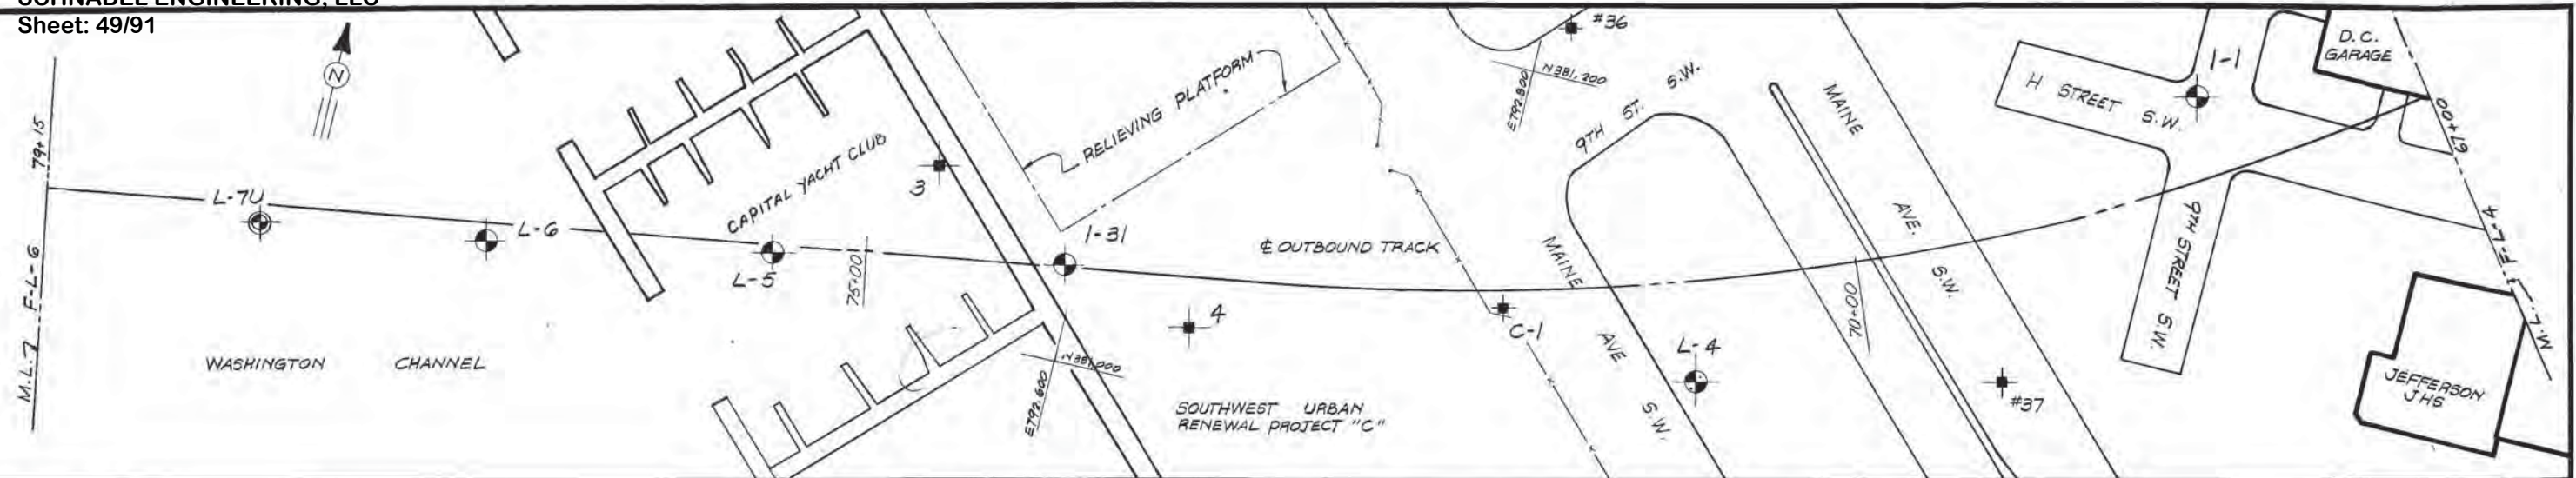 SCHNABEL ENGINEERING, LLC
Sheet: 49/91
N
79+15
M.L. 7 F-L-6
L-7U
L-6
WASHINGTON CHANNEL
CAPITAL YACHT CLUB
L-5
75+00
3
RELIEVING PLATFORM
1-31
℄ OUTBOUND TRACK
4
N381,000
E792,600
SOUTHWEST URBAN
RENEWAL PROJECT "C"
C-1
#36
N381,200
E792,800
9TH ST. S.W.
MAINE
AVE
S.W.
L-4
MAINE
AVE.
S.W.
70+00
#37
H STREET S.W.
1-1
D.C.
GARAGE
67+00
9TH STREET S.W.
M.L. 7 F-L-4
JEFFERSON
JHS